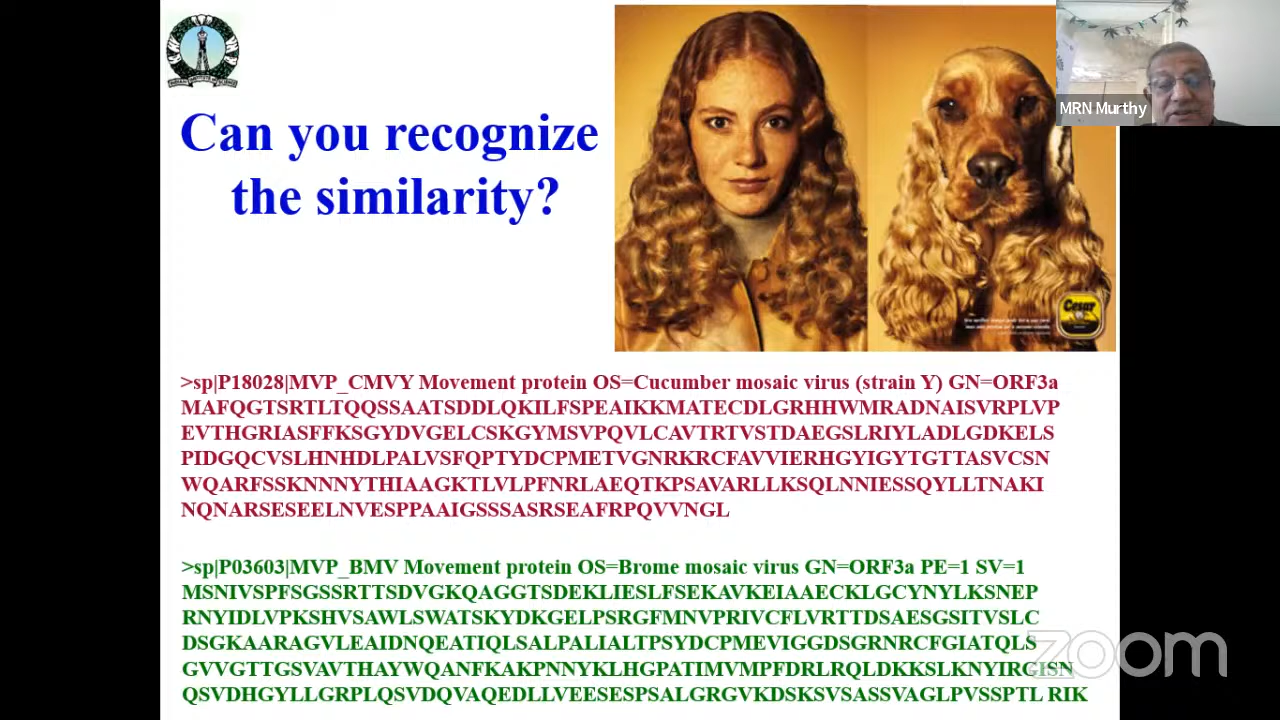 Can you recognize
the similarity?
MRN Murthy
Cesar
>sp|P18028|MVP_CMVY Movement protein OS=Cucumber mosaic virus (strain Y) GN=ORF3a
MAFQGTSRTLTQQSSAATSDDLQKILFSPEAIKKMATECDLGRHHWMRADNAISVRPLVP
EVTHGRIASFFKSGYDVGELCSKGYMSVPQVLCAVTRTVSTDAEGSLRIYLADLGDKELS
PIDGQCVSLHNHDLPALVSFQPTYDCPMETVGNRKRCFAVVIERHGYIGYTGTTASVCSN
WQARFSSKNNNYTHIAAGKTLVLPFNRLAEQTKPSAVARLLKSQLNNIESSQYLLTNAKI
NQNARSESEELNVESPPAAIGSSSASRSEAFRPQVVNGL
>sp|P03603|MVP_BMV Movement protein OS=Brome mosaic virus GN=ORF3a PE=1 SV=1
MSNIVSPFSGSSRTTSDVGKQAGGTSDEKLIESLFSEKAVKEIAAECKLGCYNYLKSNEP
RNYIDLVPKSHVSAWLSWATSKYDKGELPSRGFMNVPRIVCFLVRTTDSAESGSITVSLC
DSGKAARAGVLEAIDNQEATIQLSALPALIALTPSYDCPMEVIGGDSGRNRCFGIATQLS
GVVGTTGSVAVTHAYWQANFKAKPNNYKLHGPATIMVMPFDRLRQLDKKSLKNYIRGISN
QSVDHGYLLGRPLQSVDQVAQEDLLVEESESPSALGRGVKDSKSVSASSVAGLPVSSPTL RIK
zoom